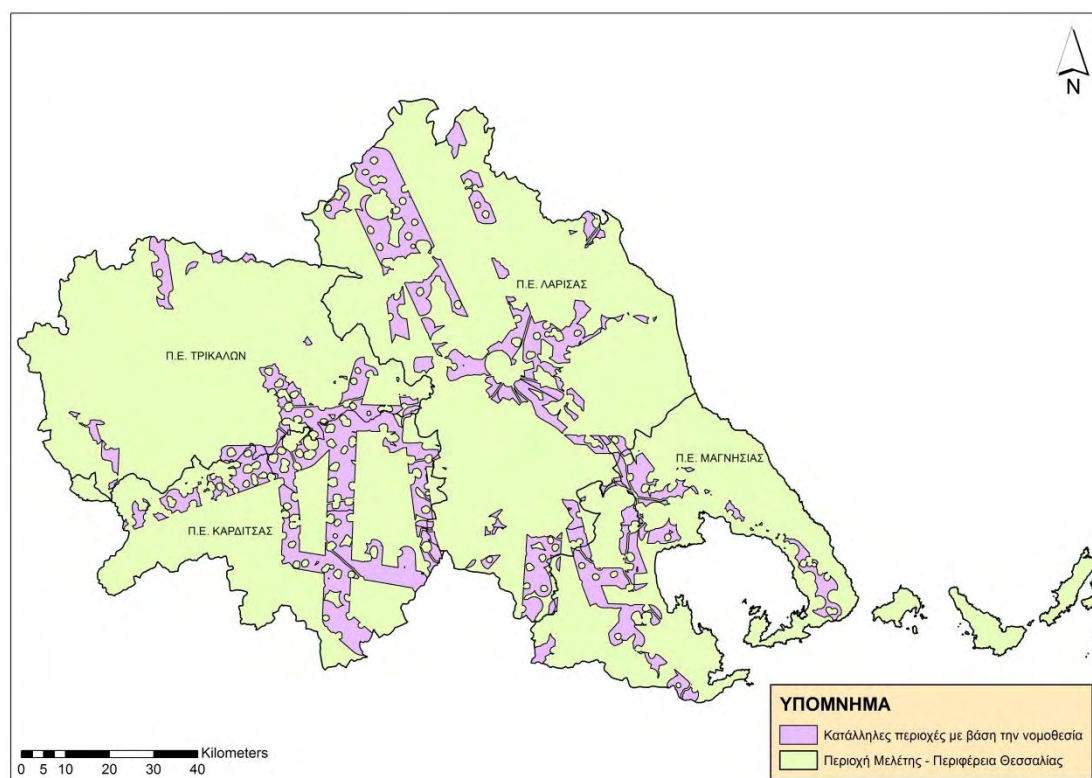 N
Π.Ε. ΛΑΡΙΣΑΣ
Π.Ε. ΤΡΙΚΑΛΩΝ
Π.Ε. ΜΑΓΝΗΣΙΑΣ
Π.Ε. ΚΑΡΔΙΤΣΑΣ
ΥΠΟΜΝΗΜΑ
Κατάλληλες περιοχές με βάση την νομοθεσία
Περιοχή Μελέτης - Περιφέρεια Θεσσαλίας
Kilometers
0 5 10 20 30 40